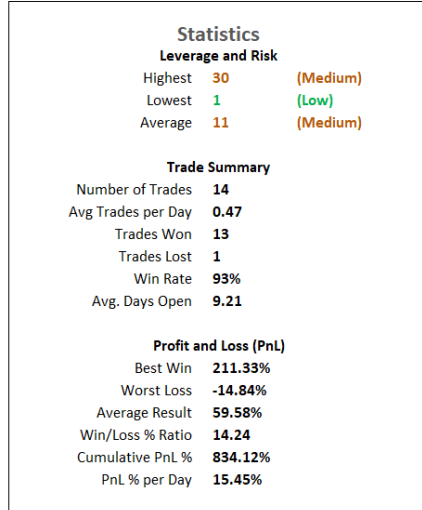 Statistics
Leverage and Risk
Highest 30 (Medium)
Lowest 1 (Low)
Average 11 (Medium)
Trade Summary
Number of Trades 14
Avg Trades per Day 0.47
Trades Won 13
Trades Lost 1
Win Rate 93%
Avg. Days Open 9.21
Profit and Loss (PnL)
Best Win 211.33%
Worst Loss -14.84%
Average Result 59.58%
Win/Loss % Ratio 14.24
Cumulative PnL % 834.12%
PnL % per Day 15.45%